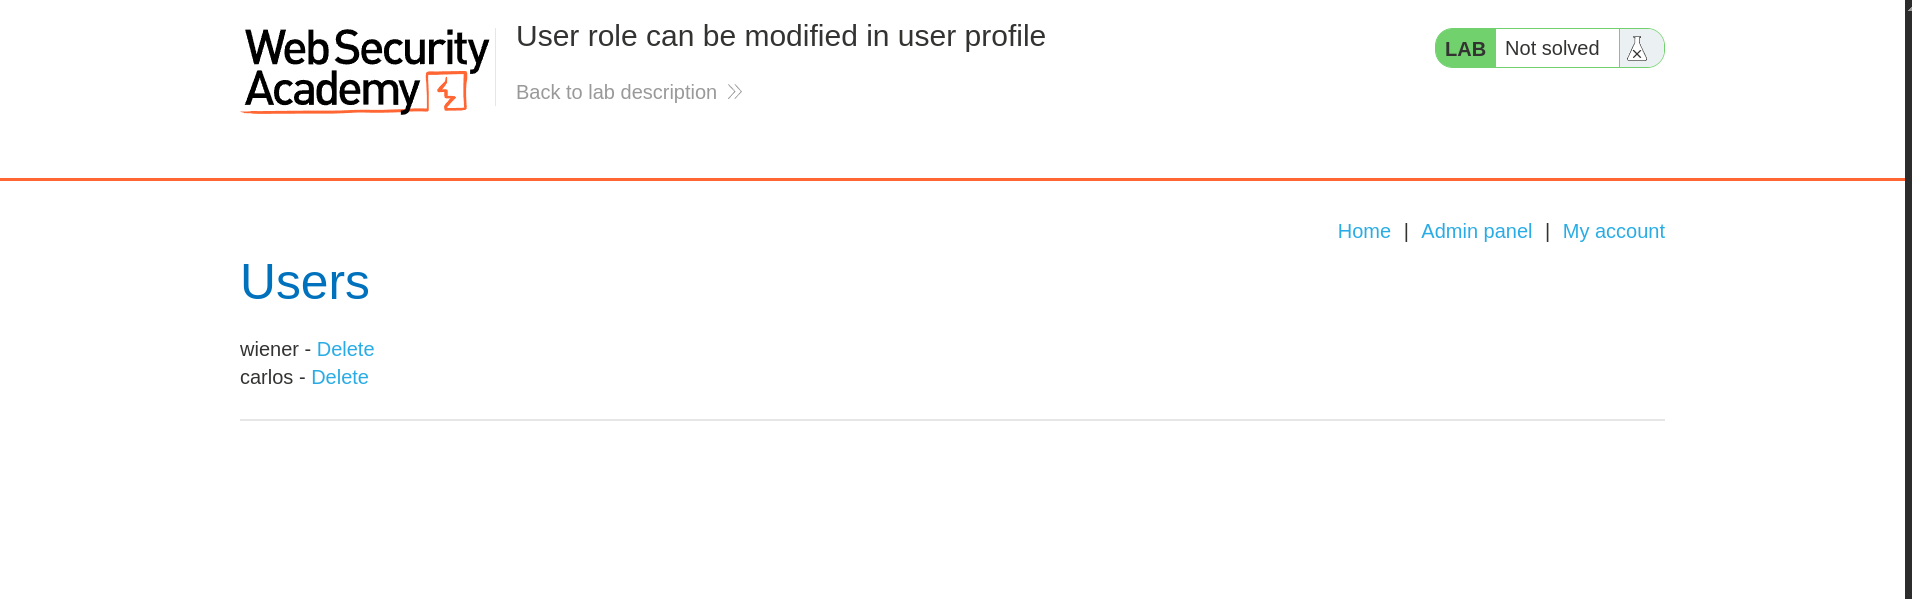 Web Security
Academy
User role can be modified in user profile
Back to lab description
LAB Not solved
Home | Admin panel | My account
Users
wiener - Delete
carlos - Delete